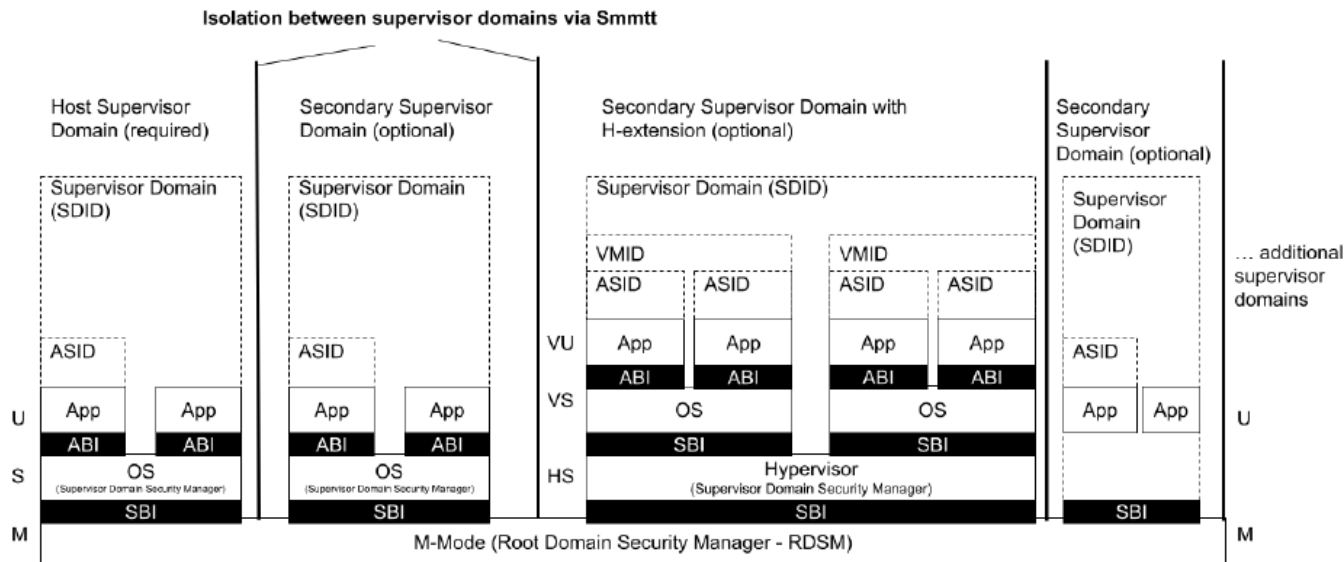 Isolation between supervisor domains via Smmtt
Host Supervisor
Domain (required)
Secondary Supervisor
Domain (optional)
Secondary Supervisor Domain with
H-extension (optional)
Secondary
Supervisor
Domain (optional)
Supervisor Domain
(SDID)
Supervisor Domain
(SDID)
Supervisor Domain (SDID)
Supervisor
Domain
(SDID)
... additional
supervisor
domains
VMID
VMID
ASID
ASID
ASID
ASID
ASID
ASID
ASID
VU
App
App
App
App
ABI
ABI
ABI
ABI
U
App
App
App
App
VS
OS
OS
App
App
U
ABI
ABI
ABI
ABI
SBI
SBI
S
OS
(Supervisor Domain Security Manager)
OS
(Supervisor Domain Security Manager)
HS
Hypervisor
(Supervisor Domain Security Manager)
SBI
SBI
SBI
SBI
M
M-Mode (Root Domain Security Manager - RDSM)
M